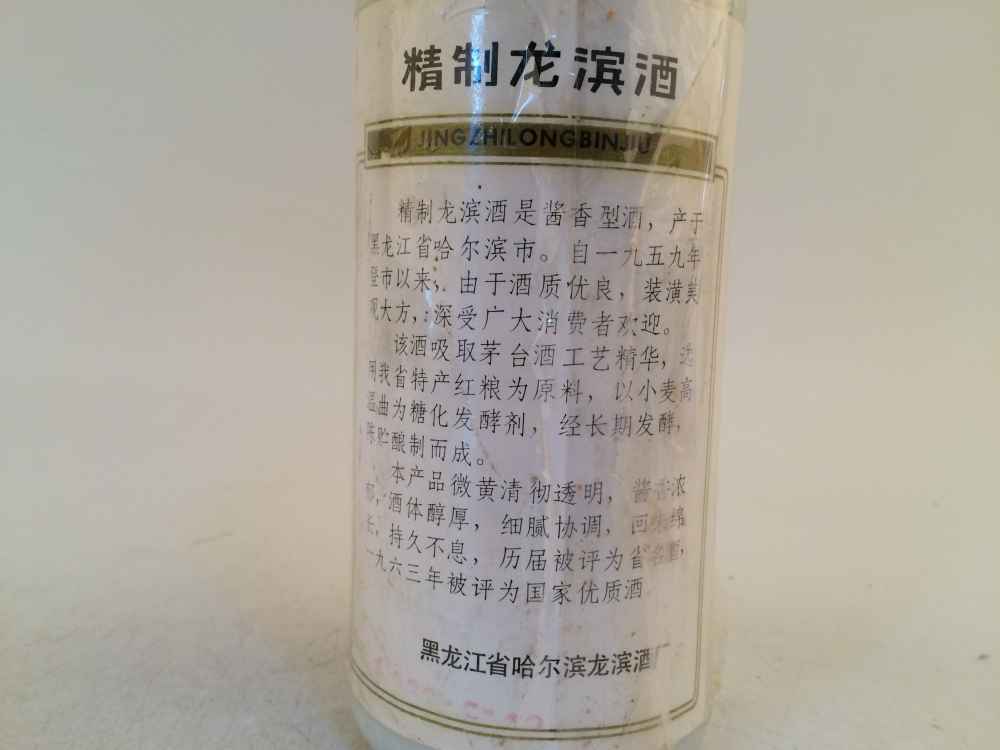 精制龙滨酒
JINGZHILONGBINJIU
精制龙滨酒是酱香型酒，产于
黑龙江省哈尔滨市。自一九五九年
登市以来，由于酒质优良，装潢美
观大方，深受广大消费者欢迎。
该酒吸取茅台酒工艺精华，选
用我省特产红粮为原料，以小麦高
温曲为糖化发酵剂，经长期发酵，
陈贮酿制而成。
本产品微黄清彻透明，酱香浓
郁，酒体醇厚，细腻协调，回味绵
长，持久不息，历届被评为省名酒，
一九六三年被评为国家优质酒
黑龙江省哈尔滨龙滨酒厂